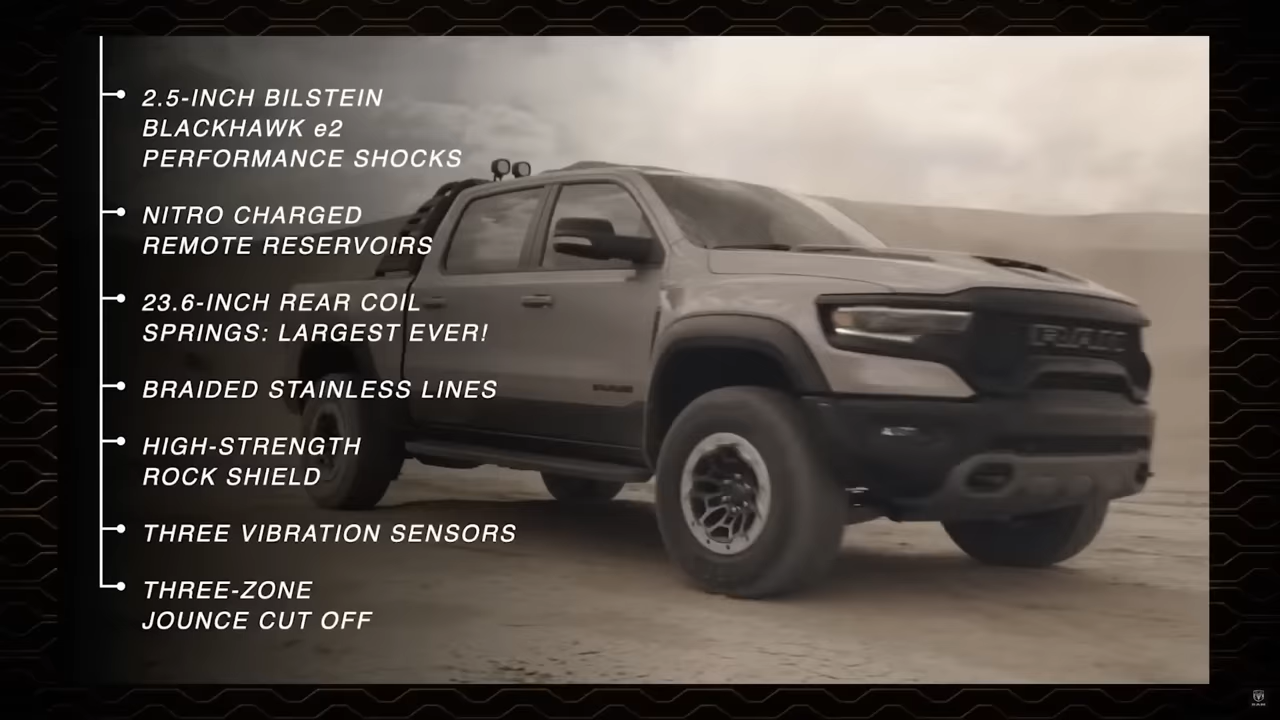 2.5-INCH BILSTEIN
BLACKHAWK e2
PERFORMANCE SHOCKS
NITRO CHARGED
REMOTE RESERVOIRS
23.6-INCH REAR COIL
SPRINGS: LARGEST EVER!
BRAIDED STAINLESS LINES
HIGH-STRENGTH
ROCK SHIELD
THREE VIBRATION SENSORS
THREE-ZONE
JOUNCE CUT OFF
RAM
RAM